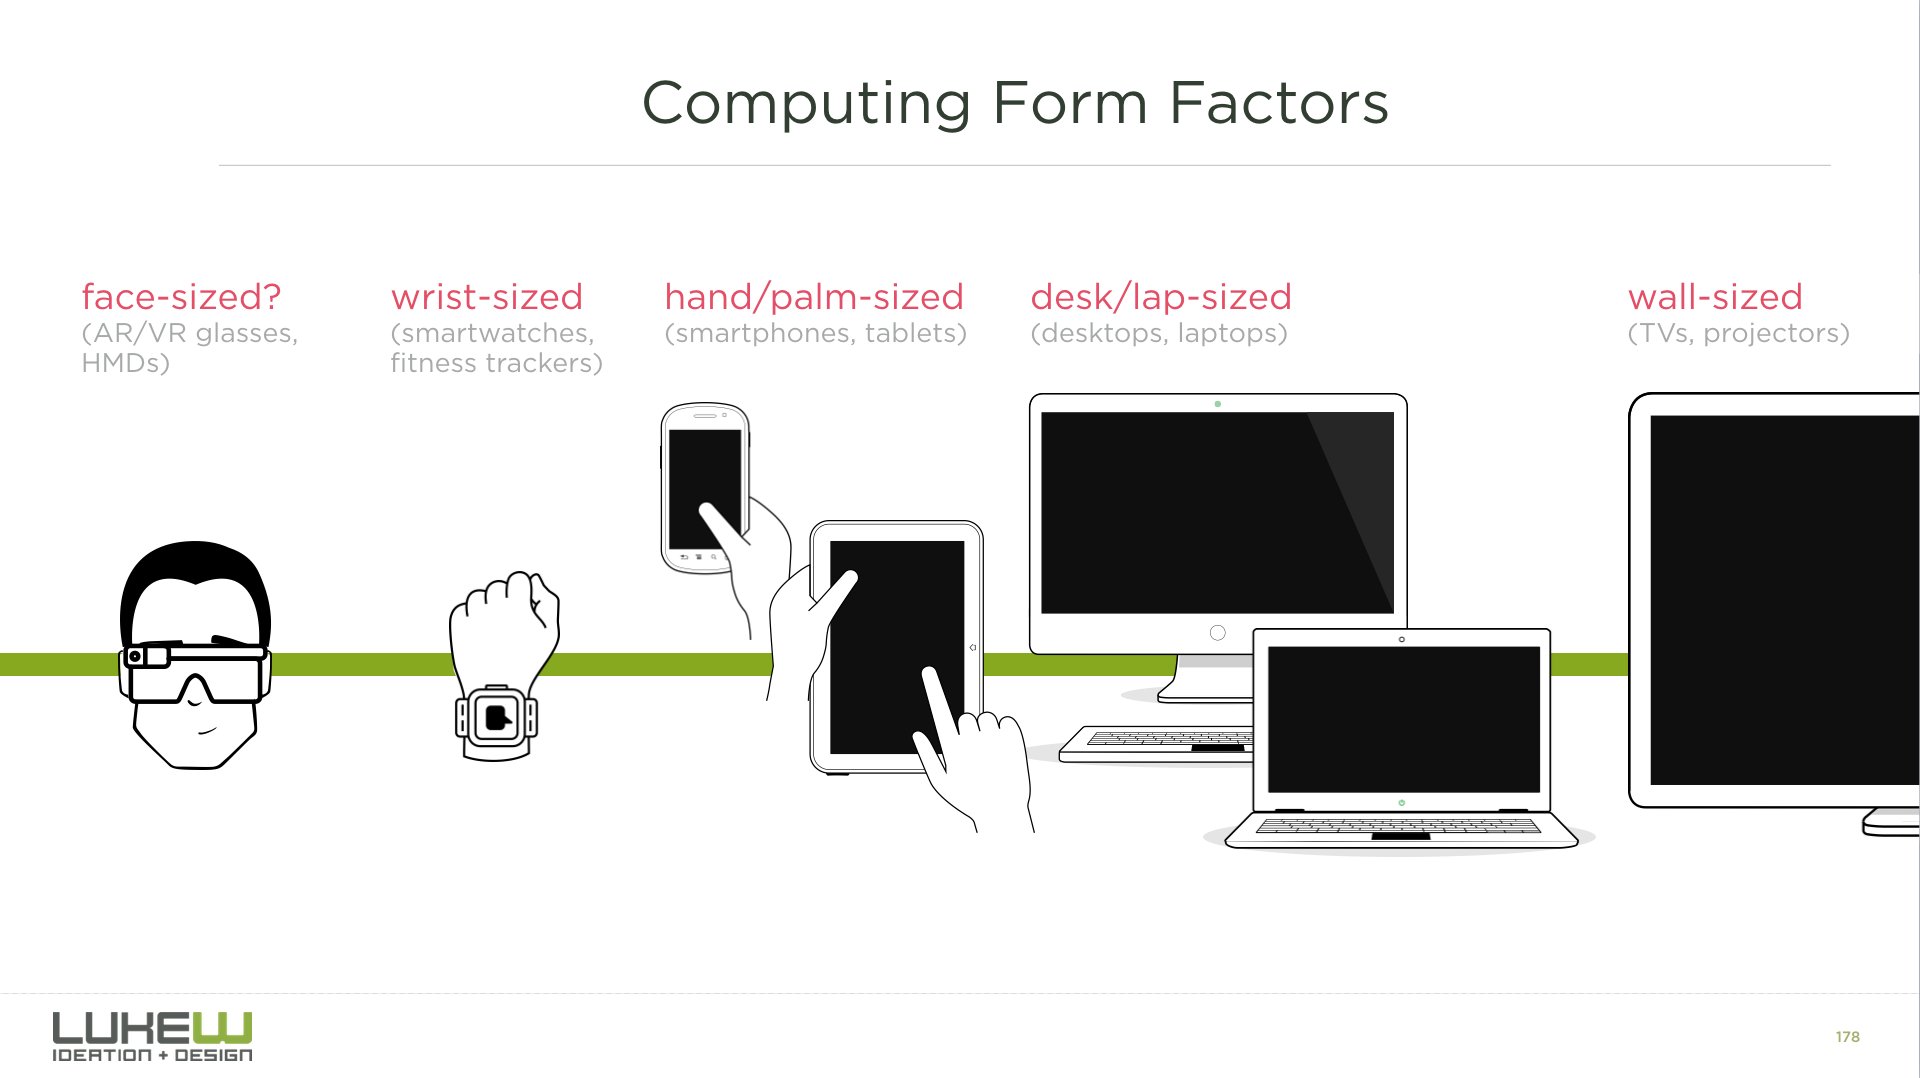 Computing Form Factors
face-sized?
(AR/VR glasses,
HMDs)
wrist-sized
(smartwatches,
fitness trackers)
hand/palm-sized
(smartphones, tablets)
desk/lap-sized
(desktops, laptops)
wall-sized
(TVs, projectors)
LUKEW
IDEATION + DESIGN
178